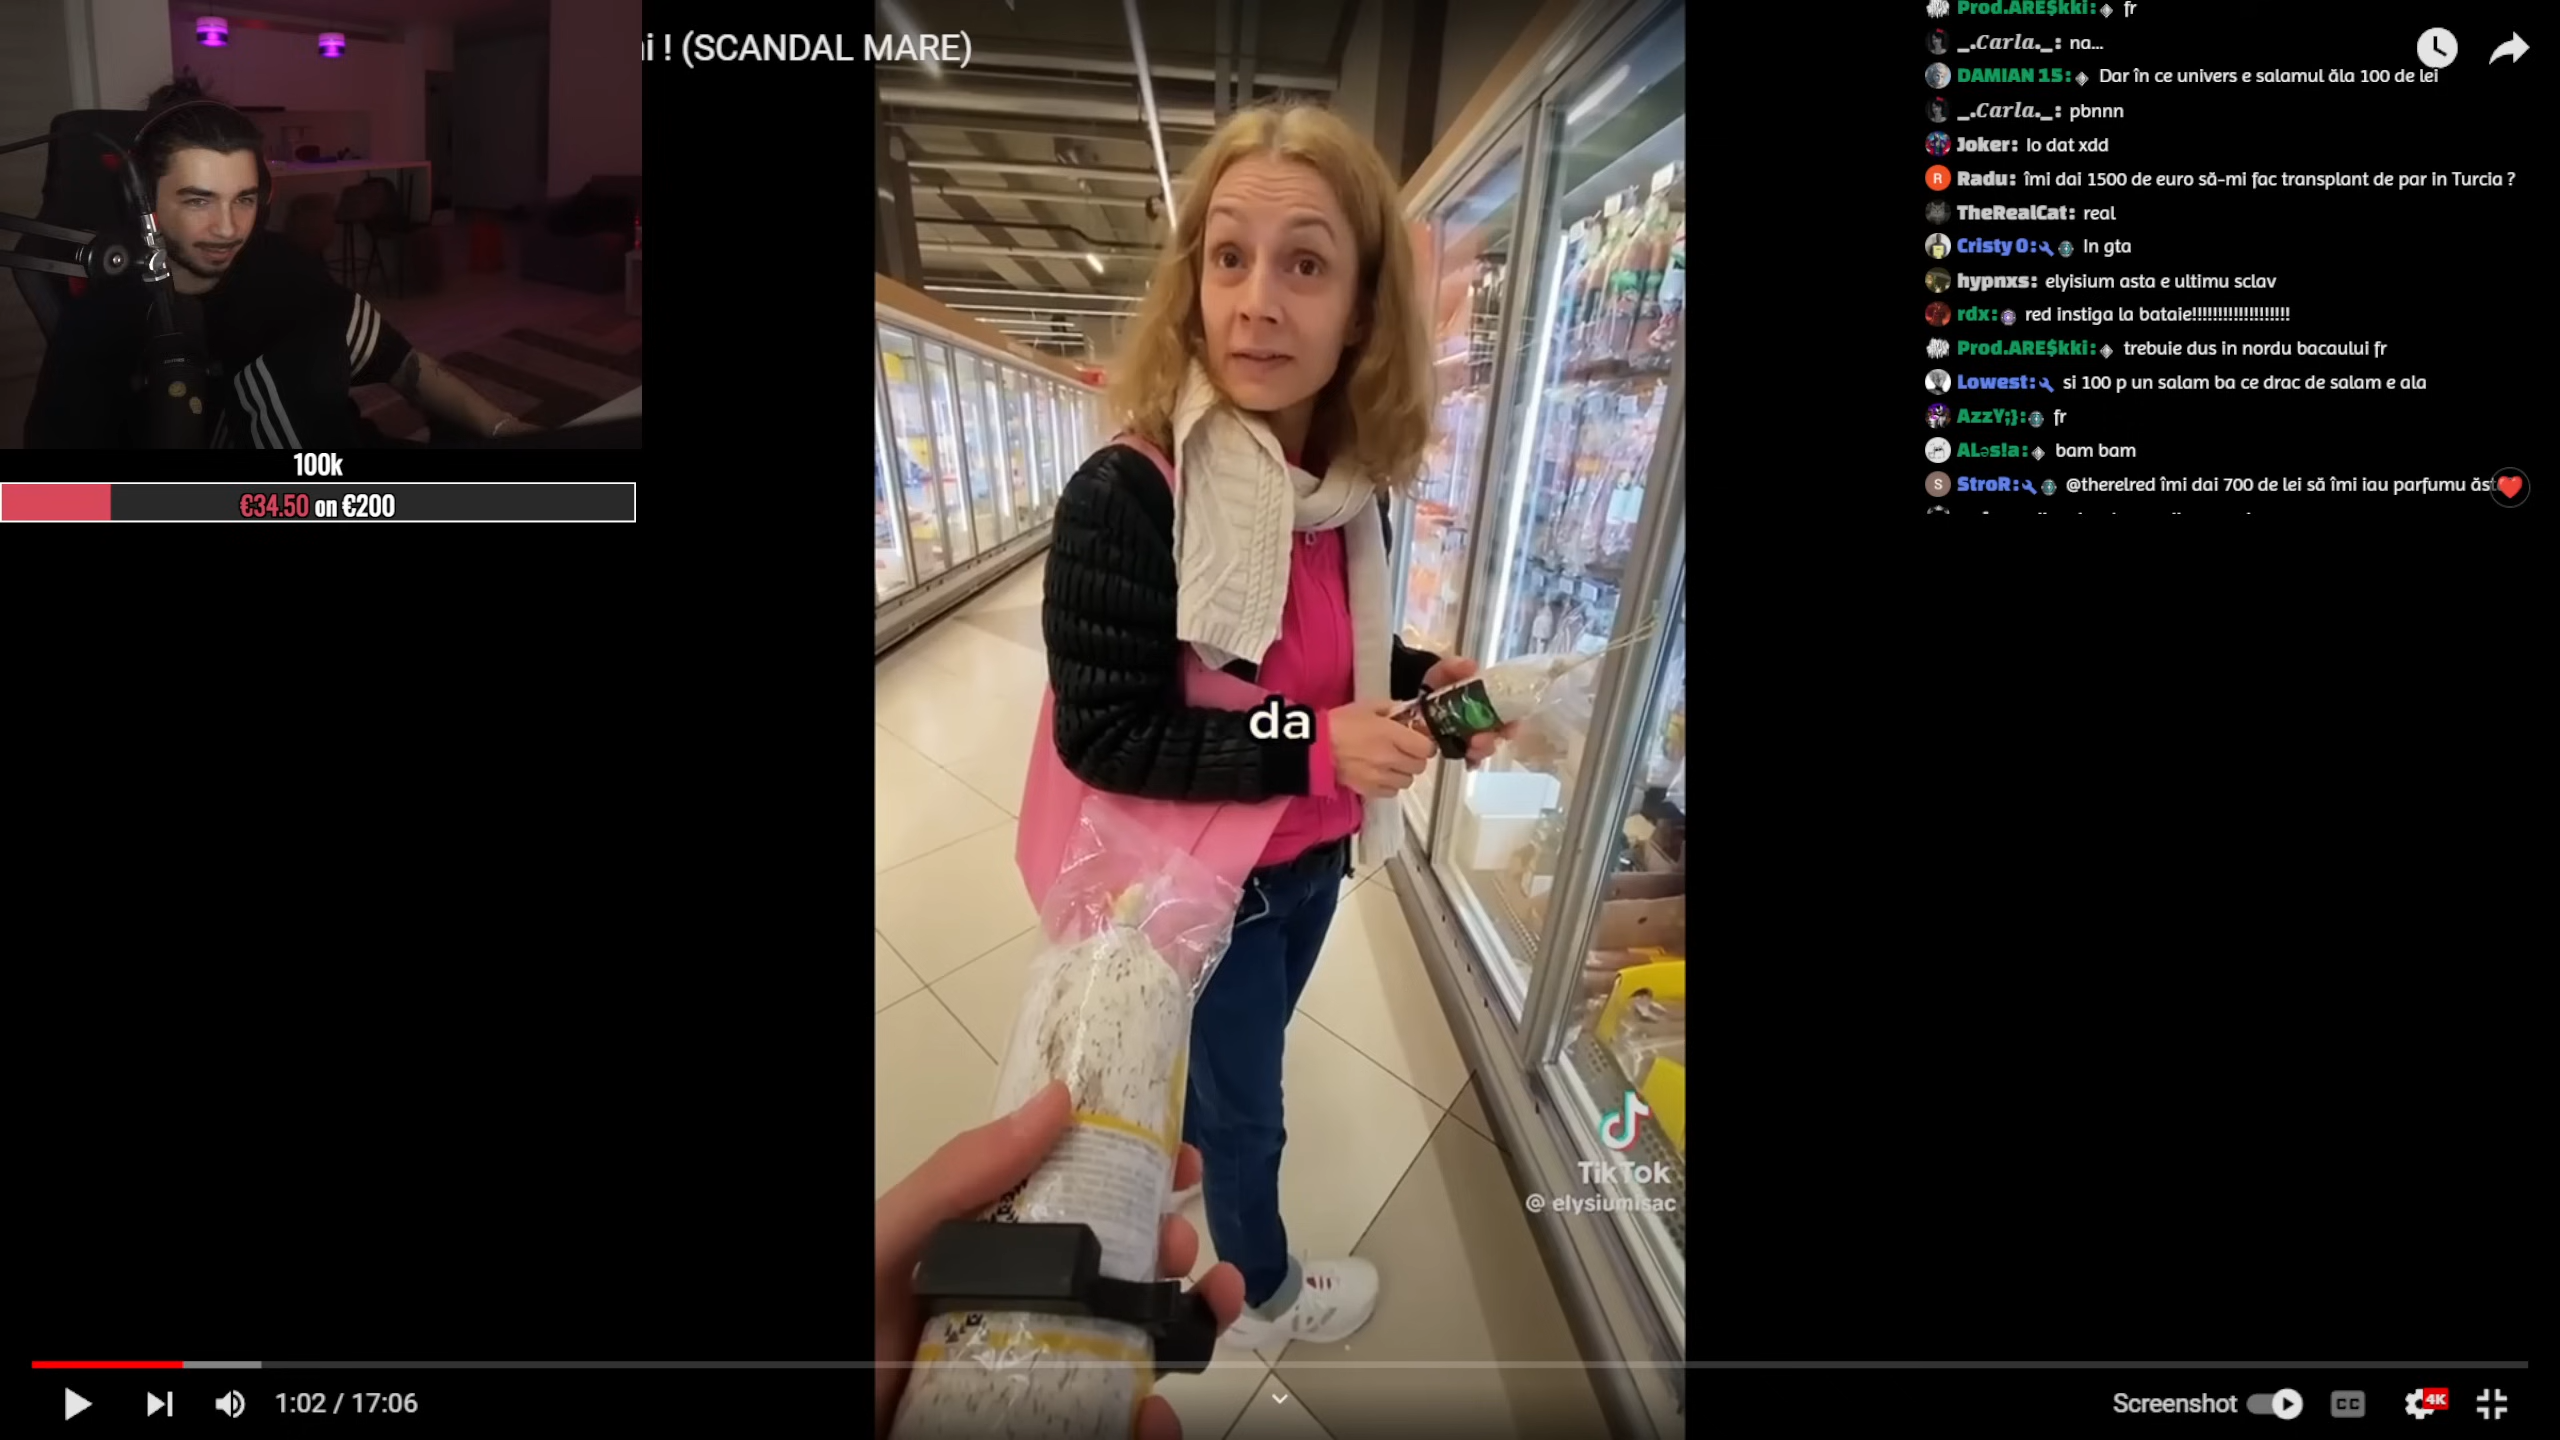 i ! (SCANDAL MARE)
100k
€34.50 on €200
Prod.ARE$kki: fr
_.Carla._: na...
DAMIAN 15: Dar în ce univers e salamul ăla 100 de lei
_.Carla._: pbnnn
Joker: Io dat xdd
Radu: îmi dai 1500 de euro să-mi fac transplant de par in Turcia ?
TheRealCat: real
Cristy 0: In gta
hypnxs: elyisium asta e ultimu sclav
rdx: red instiga la bataie!!!!!!!!!!!!!!!!!!!
Prod.ARE$kki: trebuie dus in nordu bacaului fr
Lowest: si 100 p un salam ba ce drac de salam e ala
AzzY;}: fr
ALəs!a: bam bam
S StroR: @therelred îmi dai 700 de lei să îmi iau parfumu
da
TikTok
@ elysiumisac
1:02 / 17:06
Screenshot
CC
4K